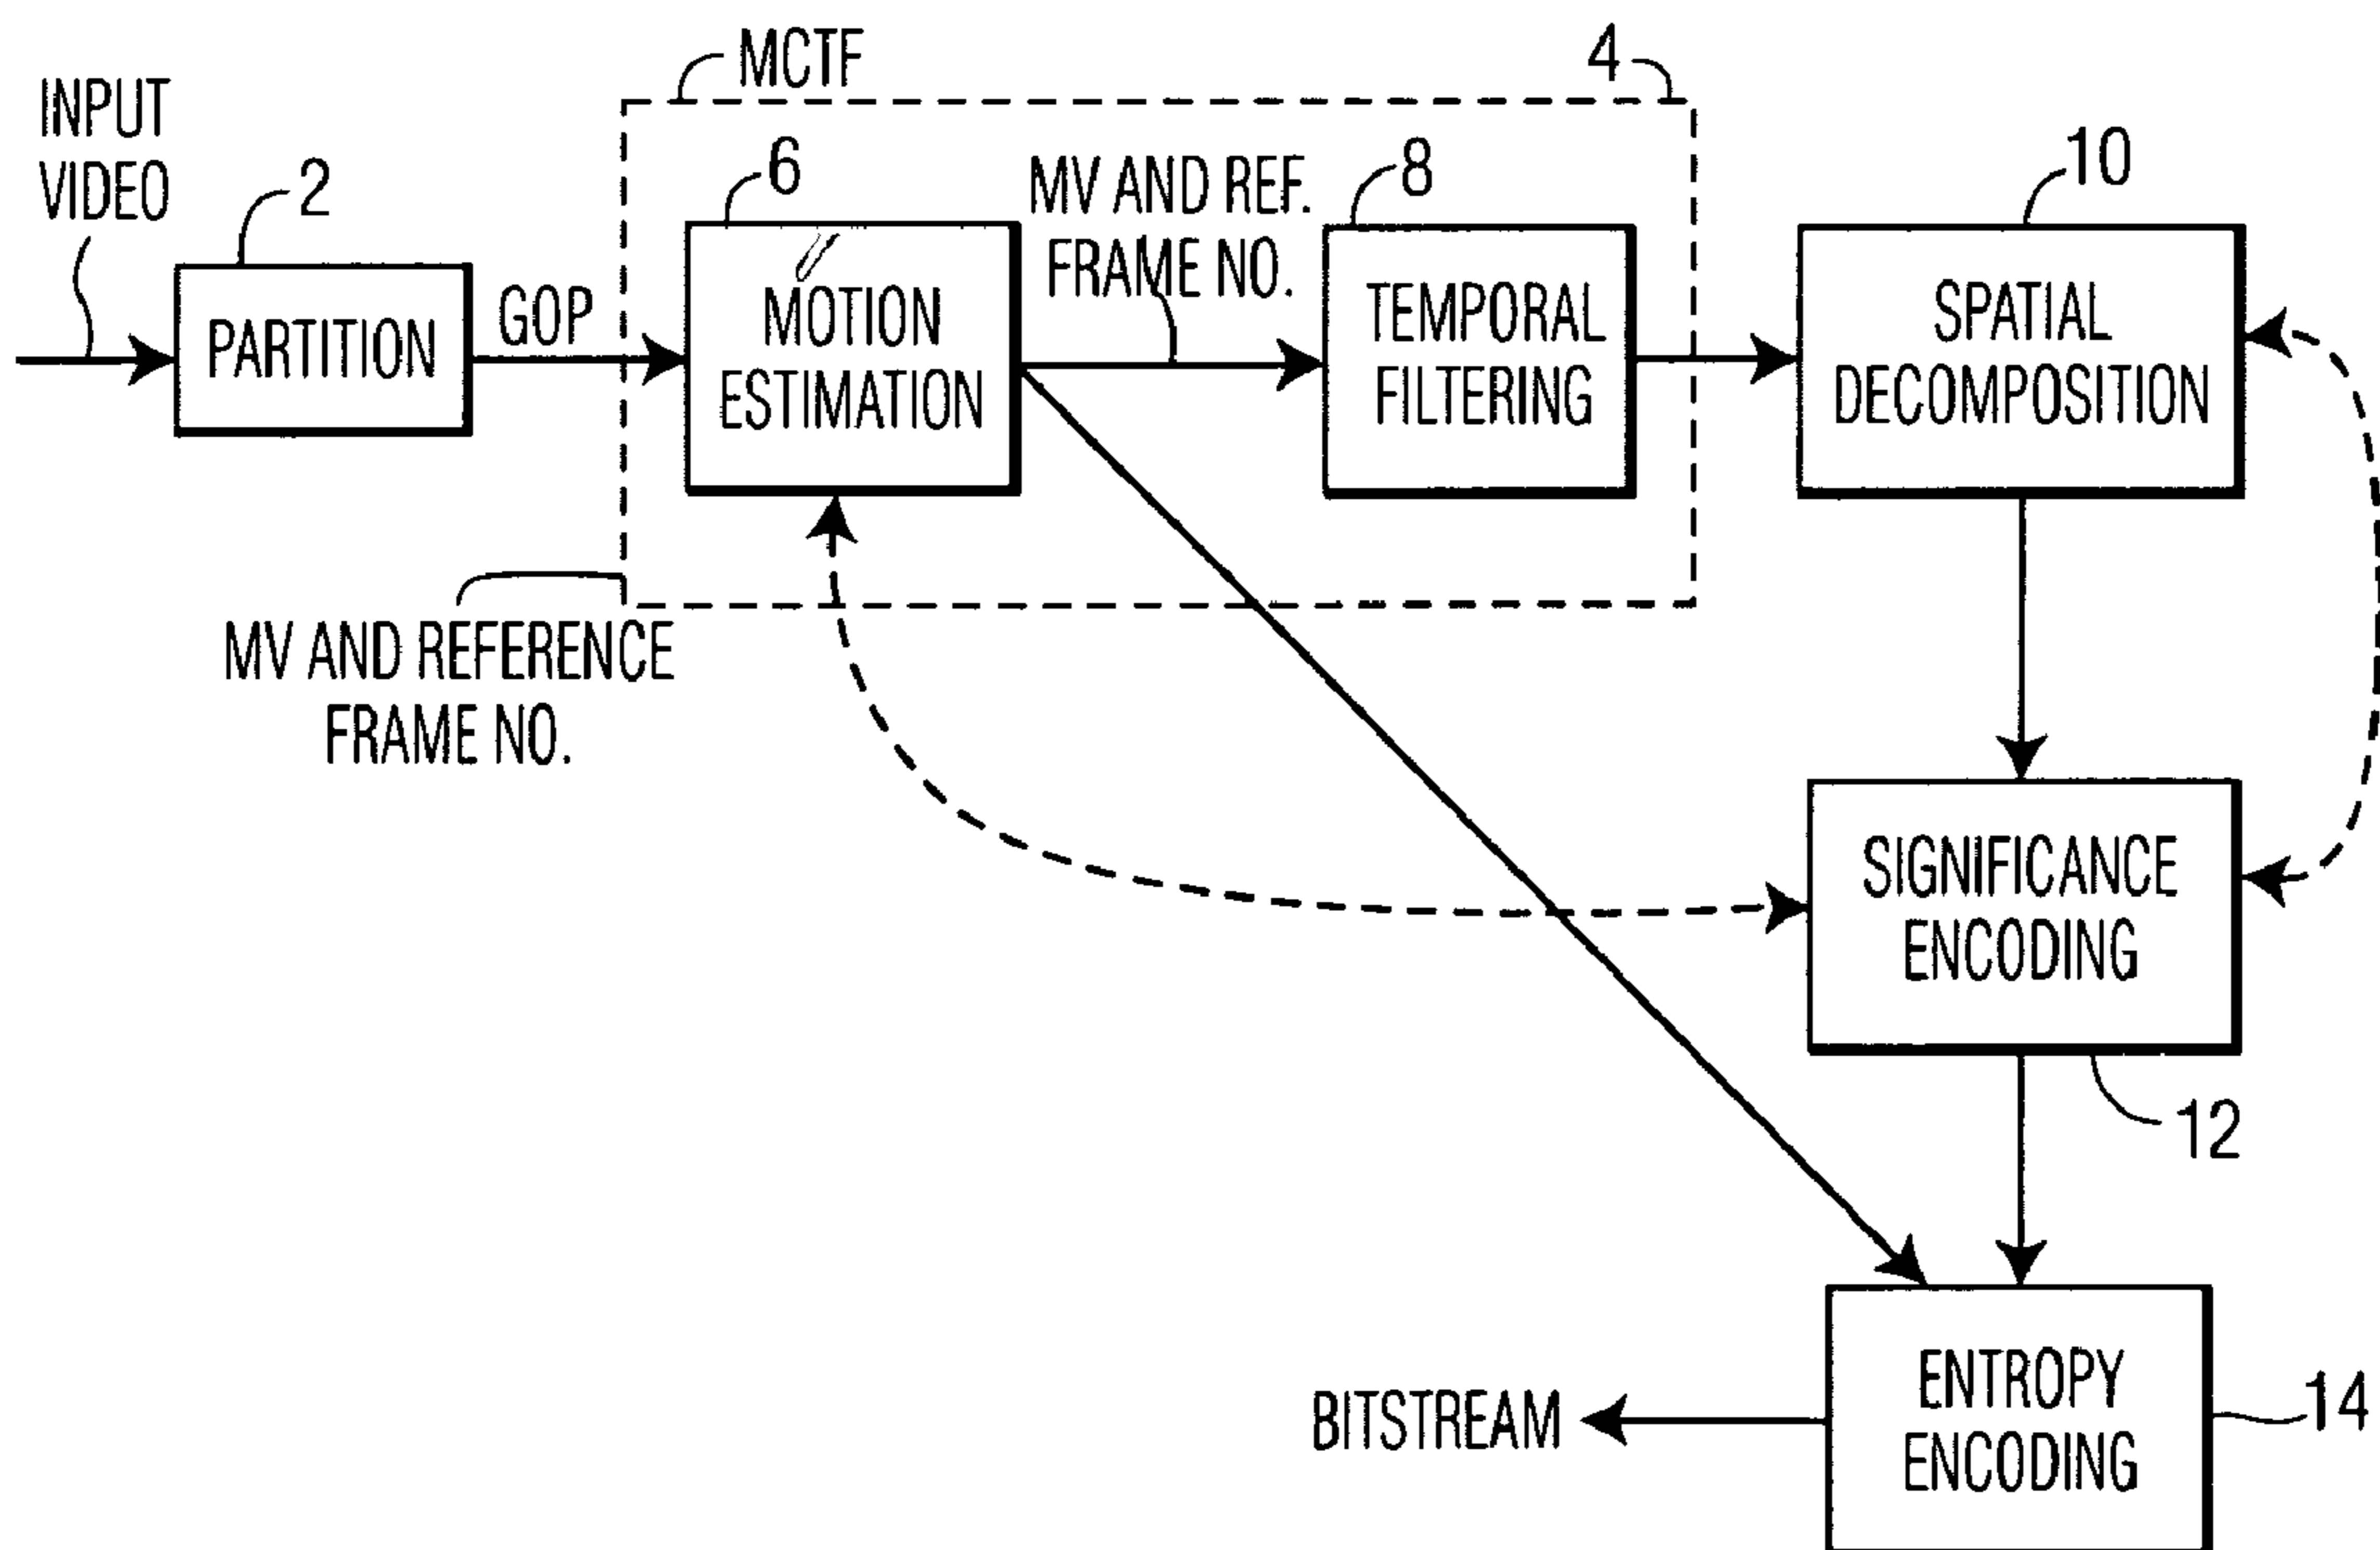 MCTF
4
INPUT
VIDEO
2
6
MV AND REF.
FRAME NO.
8
10
PARTITION
GOP
MOTION
ESTIMATION
TEMPORAL
FILTERING
SPATIAL
DECOMPOSITION
MV AND REFERENCE
FRAME NO.
SIGNIFICANCE
ENCODING
12
ENTROPY
ENCODING
14
BITSTREAM